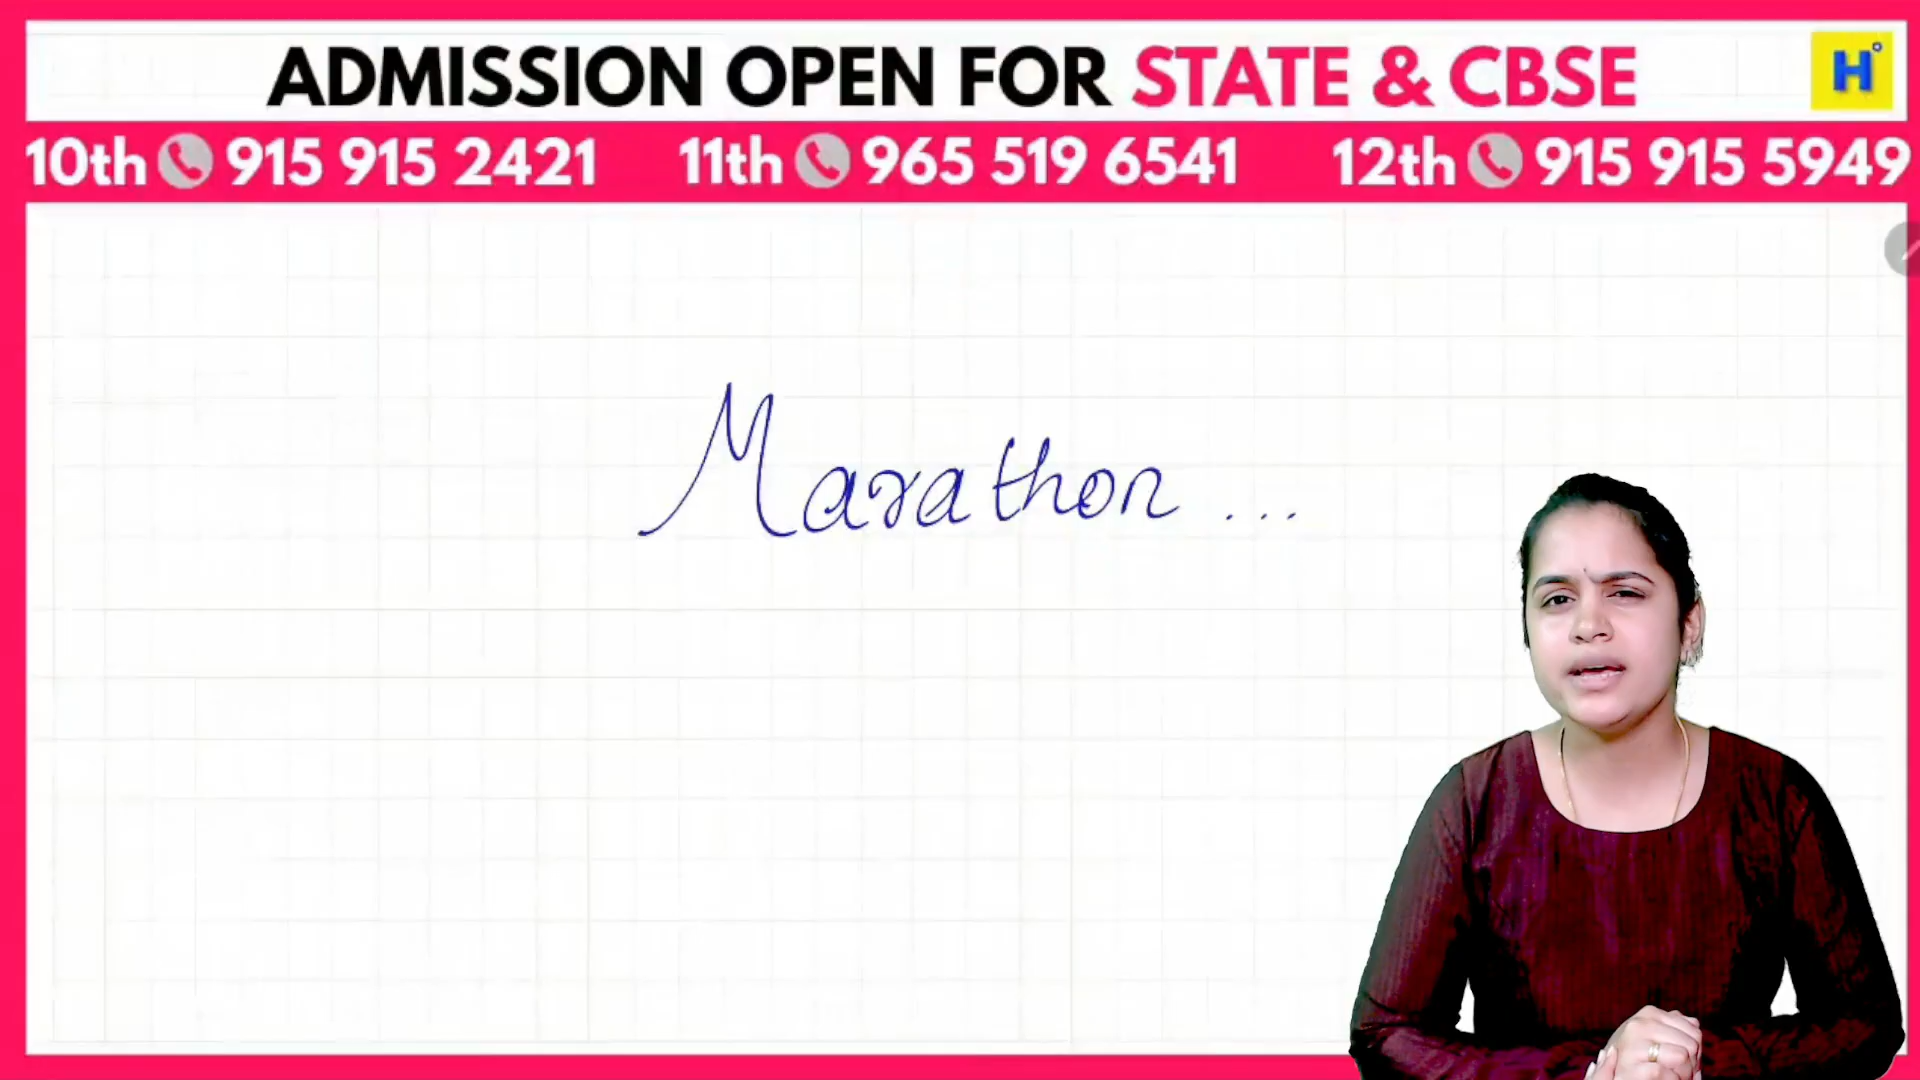 ADMISSION OPEN FOR STATE & CBSE H°
10th 915 915 2421 11th 965 519 6541 12th 915 915 5949
Marathon ...